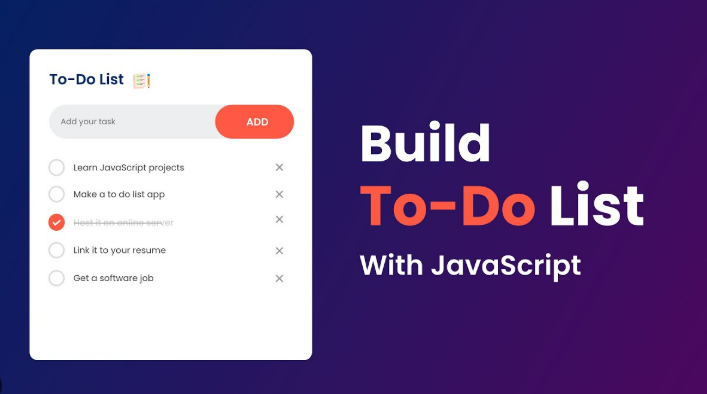 To-Do List
Add your task
ADD
Learn JavaScript projects
Make a to do list app
Host it on online server
Link it to your resume
Get a software job
Build
To-Do List
With JavaScript